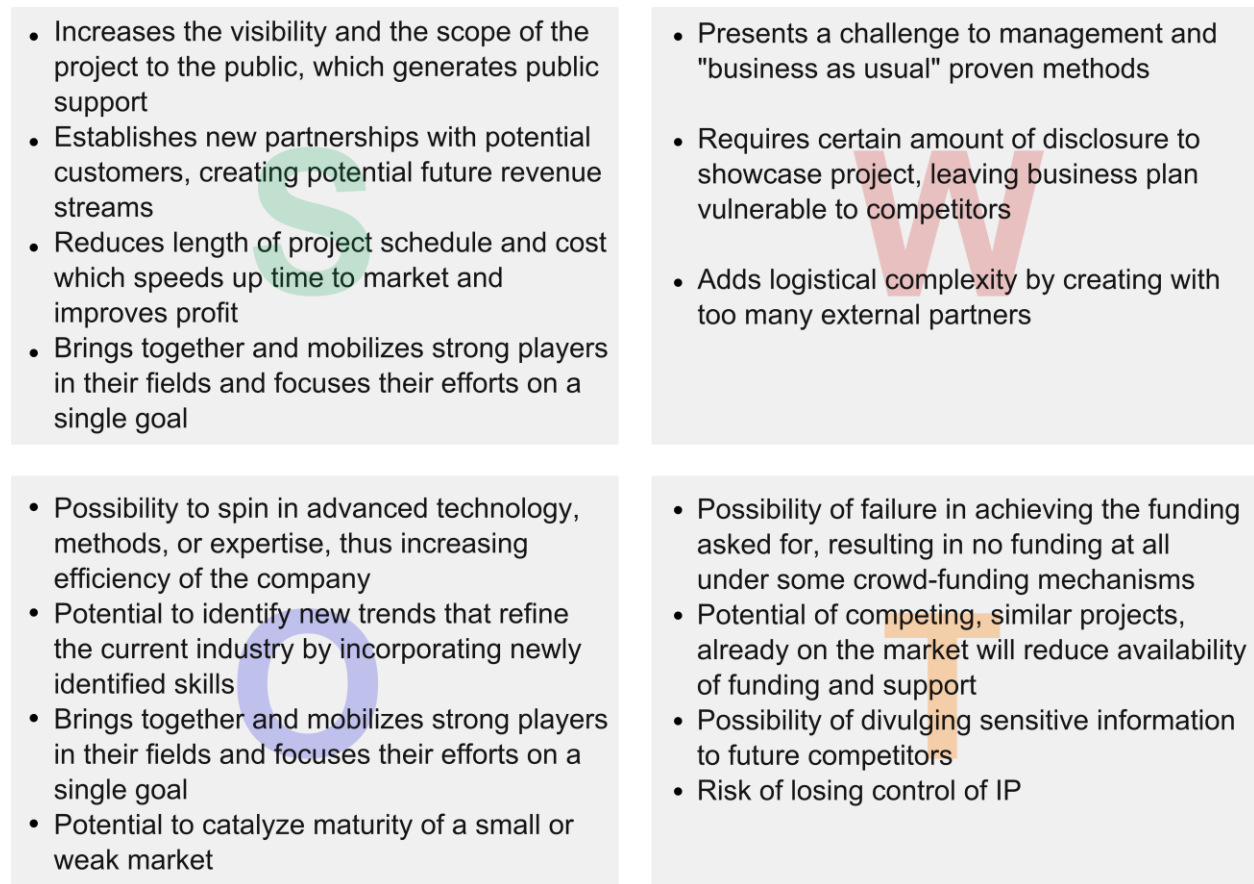 • Increases the visibility and the scope of the
project to the public, which generates public
support
• Establishes new partnerships with potential
customers, creating potential future revenue
streams
• Reduces length of project schedule and cost
which speeds up time to market and
improves profit
• Brings together and mobilizes strong players
in their fields and focuses their efforts on a
single goal
S
• Presents a challenge to management and
"business as usual" proven methods
• Requires certain amount of disclosure to
showcase project, leaving business plan
vulnerable to competitors
• Adds logistical complexity by creating with
too many external partners
W
• Possibility to spin in advanced technology,
methods, or expertise, thus increasing
efficiency of the company
• Potential to identify new trends that refine
the current industry by incorporating newly
identified skills
• Brings together and mobilizes strong players
in their fields and focuses their efforts on a
single goal
• Potential to catalyze maturity of a small or
weak market
O
• Possibility of failure in achieving the funding
asked for, resulting in no funding at all
under some crowd-funding mechanisms
• Potential of competing, similar projects,
already on the market will reduce availability
of funding and support
• Possibility of divulging sensitive information
to future competitors
• Risk of losing control of IP
T